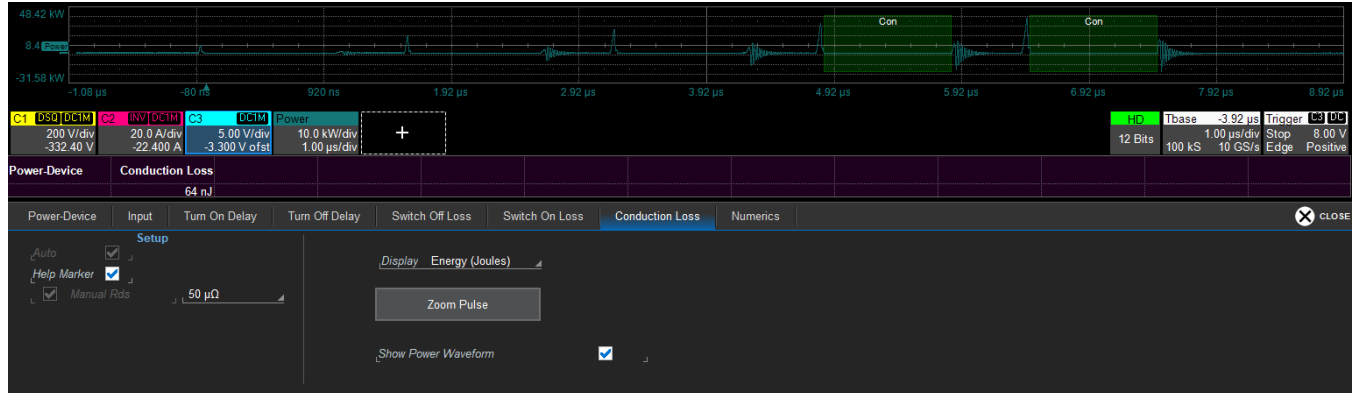 48.42 kW
Con Con
8.4 Power
-31.58 kW
-1.08 µs -80 ns 920 ns 1.92 µs 2.92 µs 3.92 µs 4.92 µs 5.92 µs 6.92 µs 7.92 µs 8.92 µs
C1 DSQ DC1M C2 INV DC1M C3 DC1M Power HD Tbase -3.92 µs Trigger C3 DC
200 V/div 20.0 A/div 5.00 V/div 10.0 kW/div + 12 Bits 1.00 µs/div Stop 8.00 V
-332.40 V -22.400 A -3.300 V ofst 1.00 µs/div 100 kS 10 GS/s Edge Positive
Power-Device Conduction Loss
64 nJ
Power-Device Input Turn On Delay Turn Off Delay Switch Off Loss Switch On Loss Conduction Loss Numerics CLOSE
Setup
Auto
Display Energy (Joules)
Help Marker
Manual Rds 50 µΩ
Zoom Pulse
Show Power Waveform